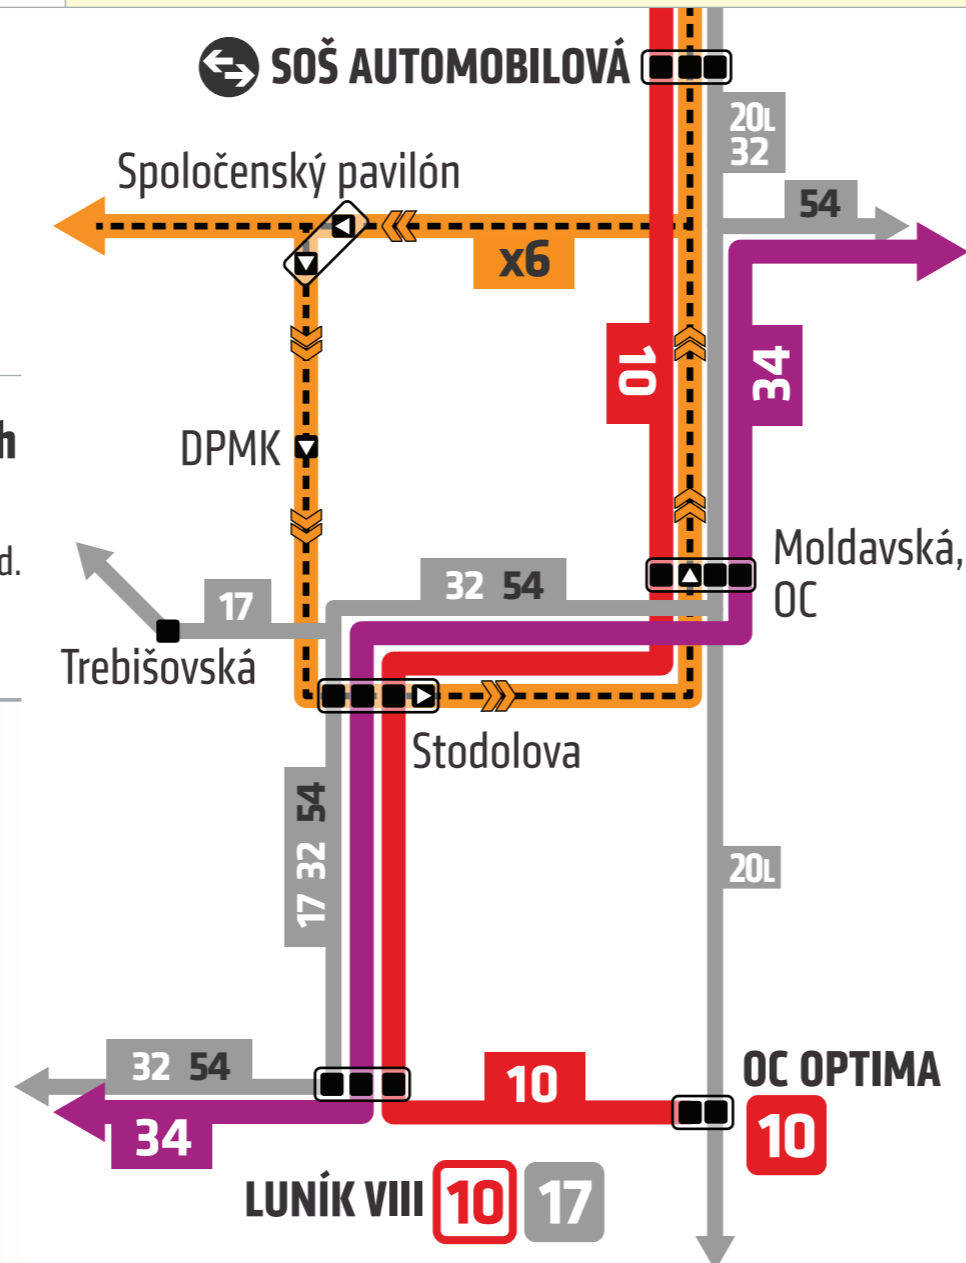 SOŠ AUTOMOBILOVÁ
20L
32
Spoločenský pavilón
54
x6
10
34
h
DPMK
d.
Moldavská,
OC
32 54
17
Trebišovská
Stodolova
17 32 54
20L
32 54
34
10
OC OPTIMA
10
LUNÍK VIII 10 17